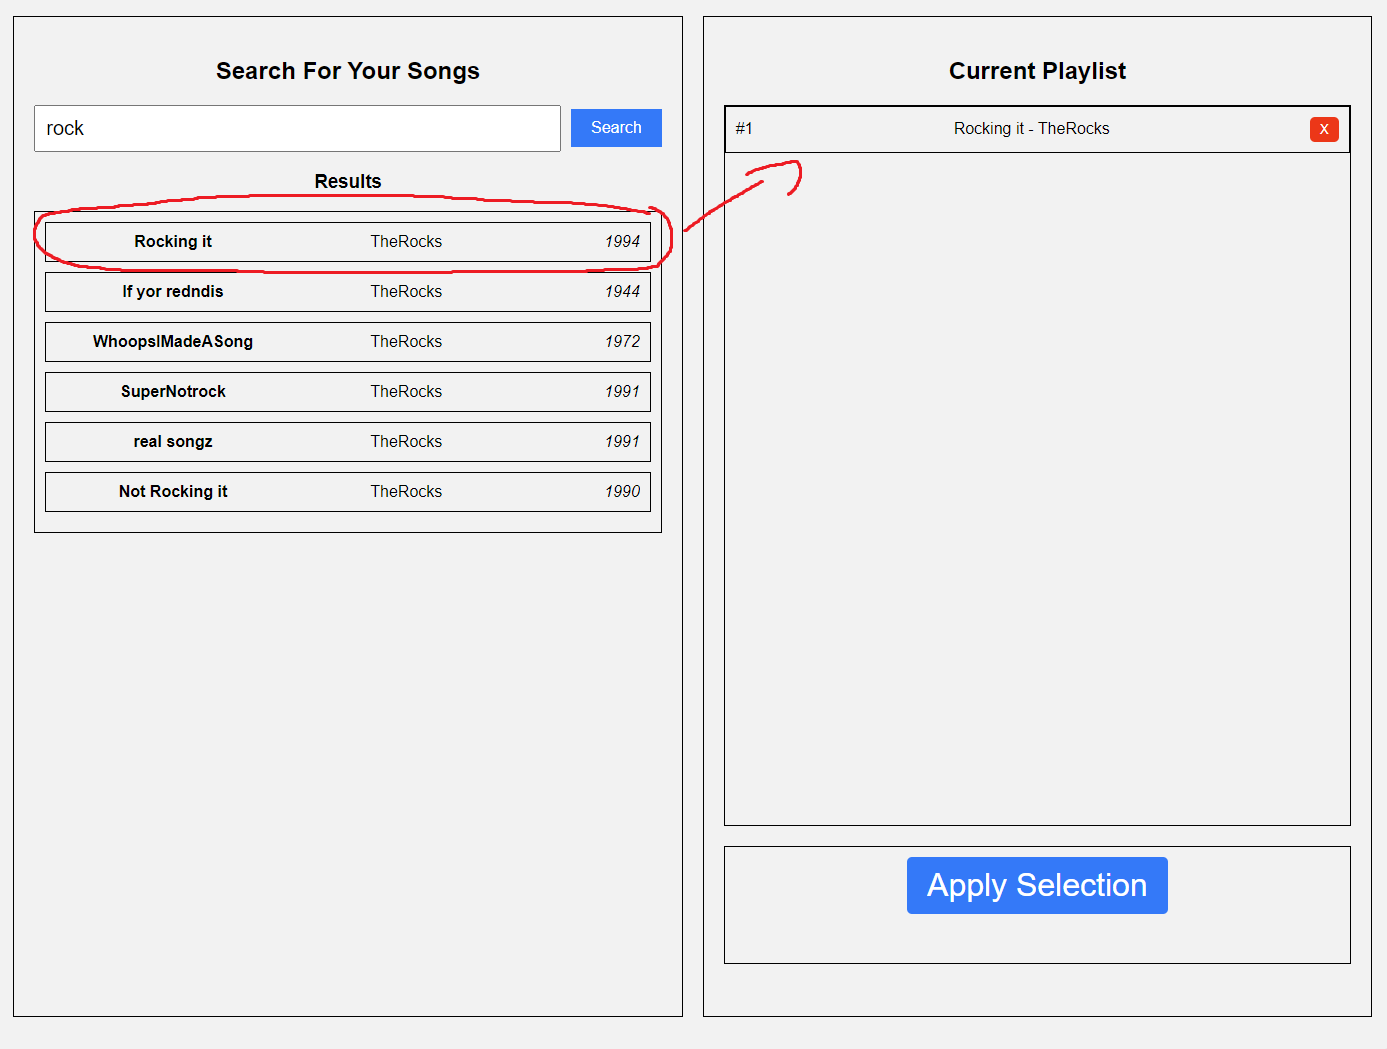 Search For Your Songs
rock
Search
Results
Rocking it TheRocks 1994
If yor redndis TheRocks 1944
WhoopsIMadeASong TheRocks 1972
SuperNotrock TheRocks 1991
real songz TheRocks 1991
Not Rocking it TheRocks 1990
Current Playlist
#1 Rocking it - TheRocks X
Apply Selection